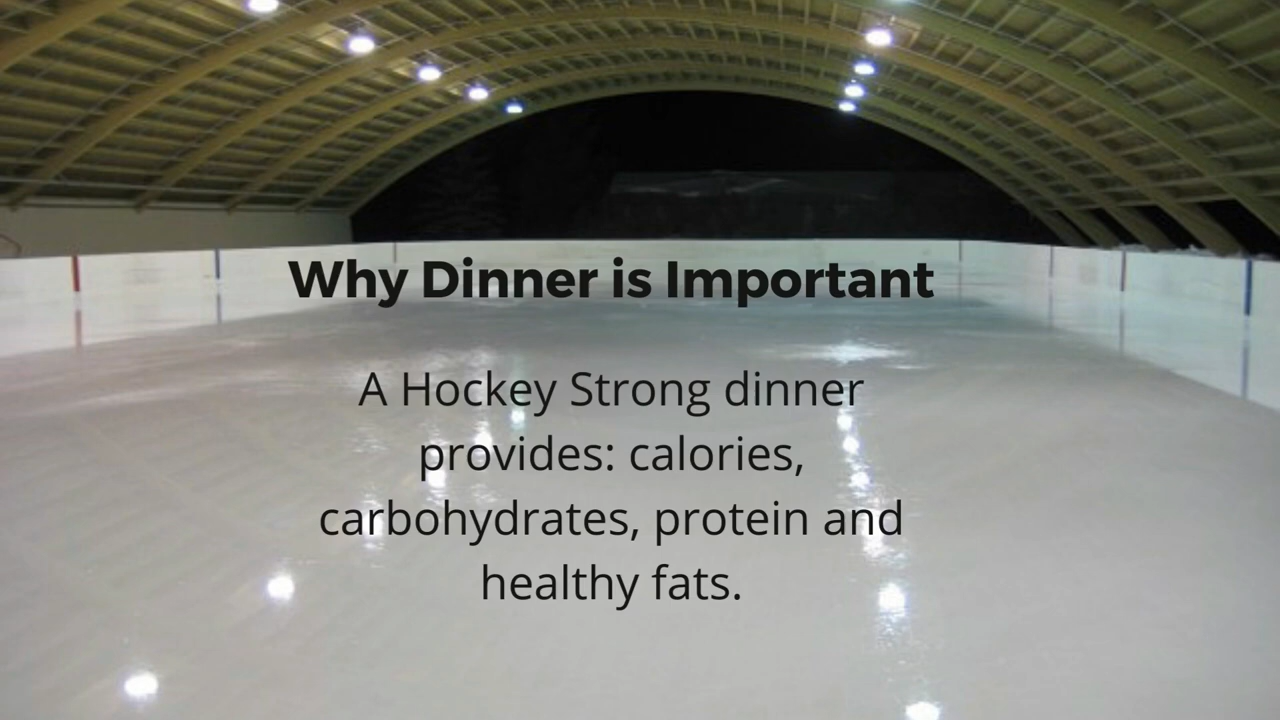 Why Dinner is Important
A Hockey Strong dinner
provides: calories,
carbohydrates, protein and
healthy fats.